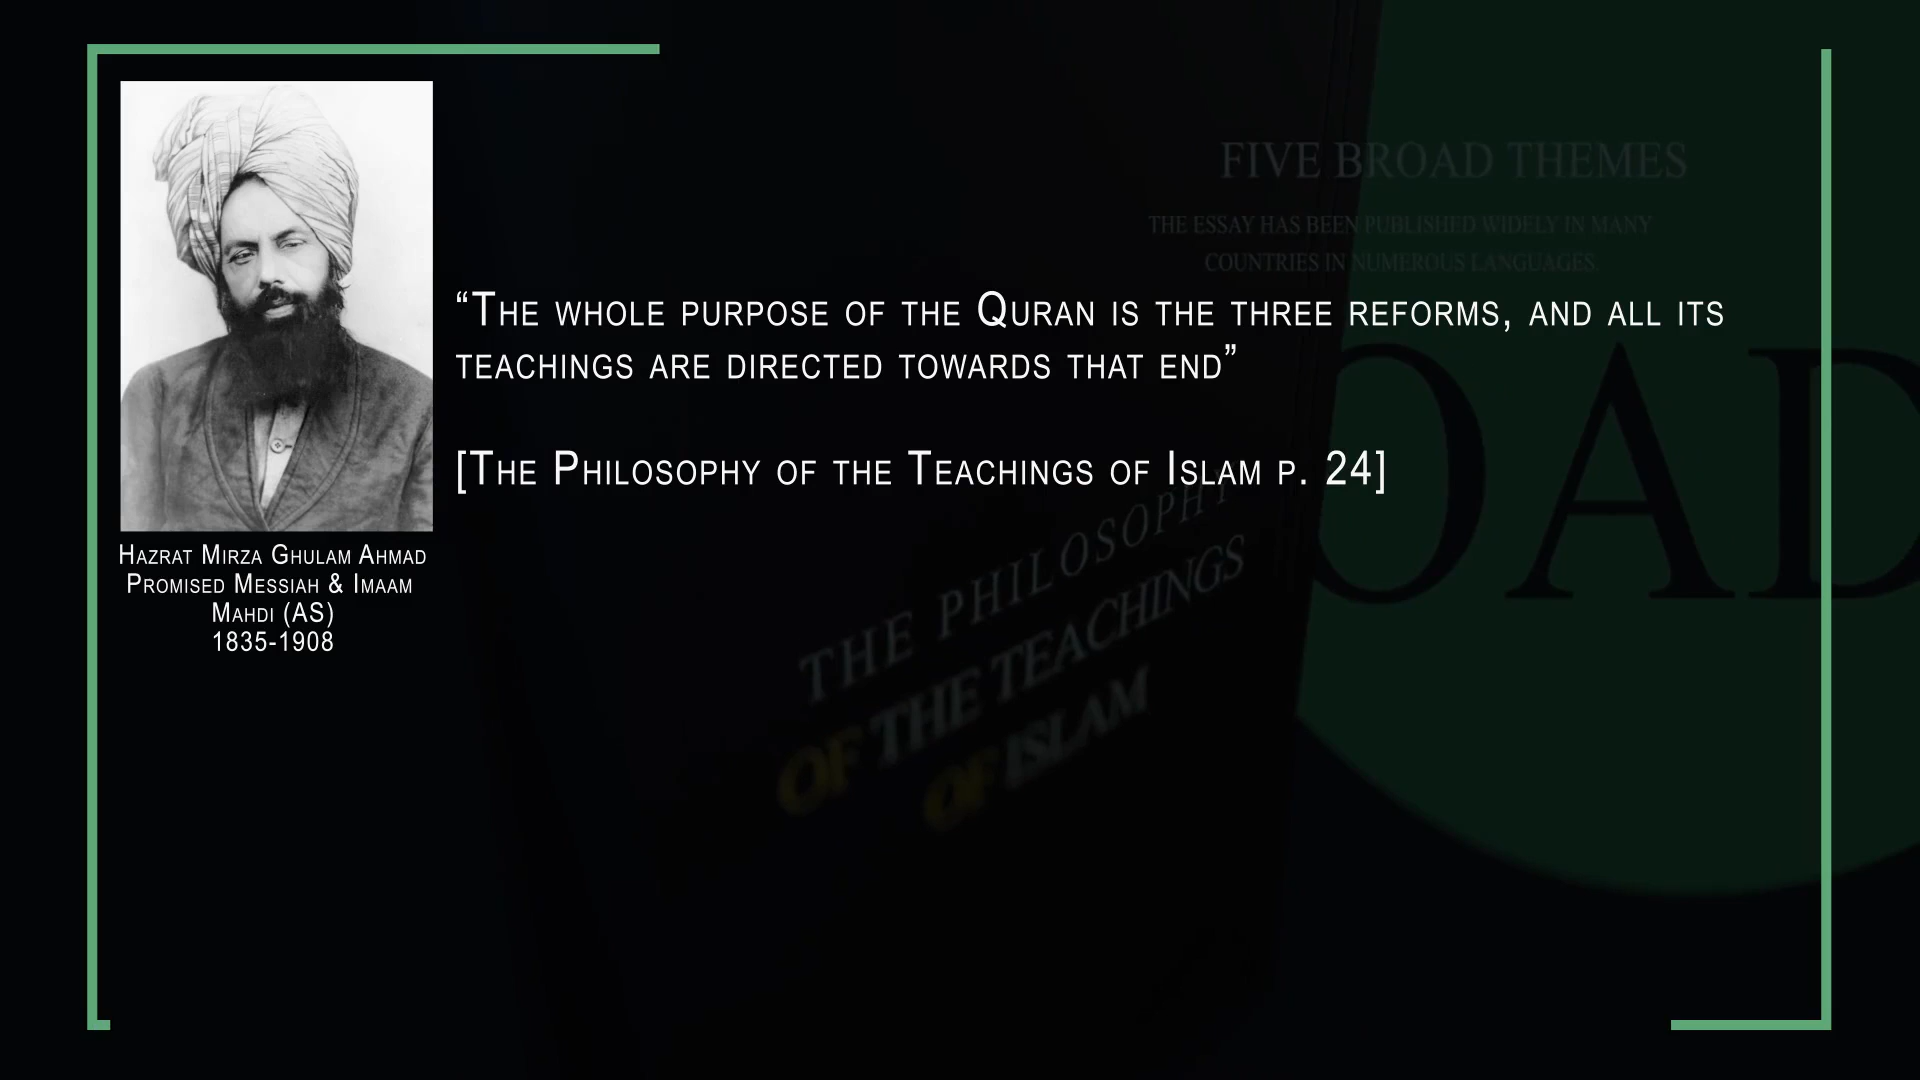 FIVE BROAD THEMES
THE ESSAY HAS BEEN PUBLISHED WIDELY IN MANY
COUNTRIES IN NUMEROUS LANGUAGES.
“The whole purpose of the Quran is the three reforms, and all its
teachings are directed towards that end”
[The Philosophy of the Teachings of Islam p. 24]
Hazrat Mirza Ghulam Ahmad
Promised Messiah & Imaam
Mahdi (AS)
1835-1908
THE PHILOSOPHY
OF THE TEACHINGS
OF ISLAM
OAD